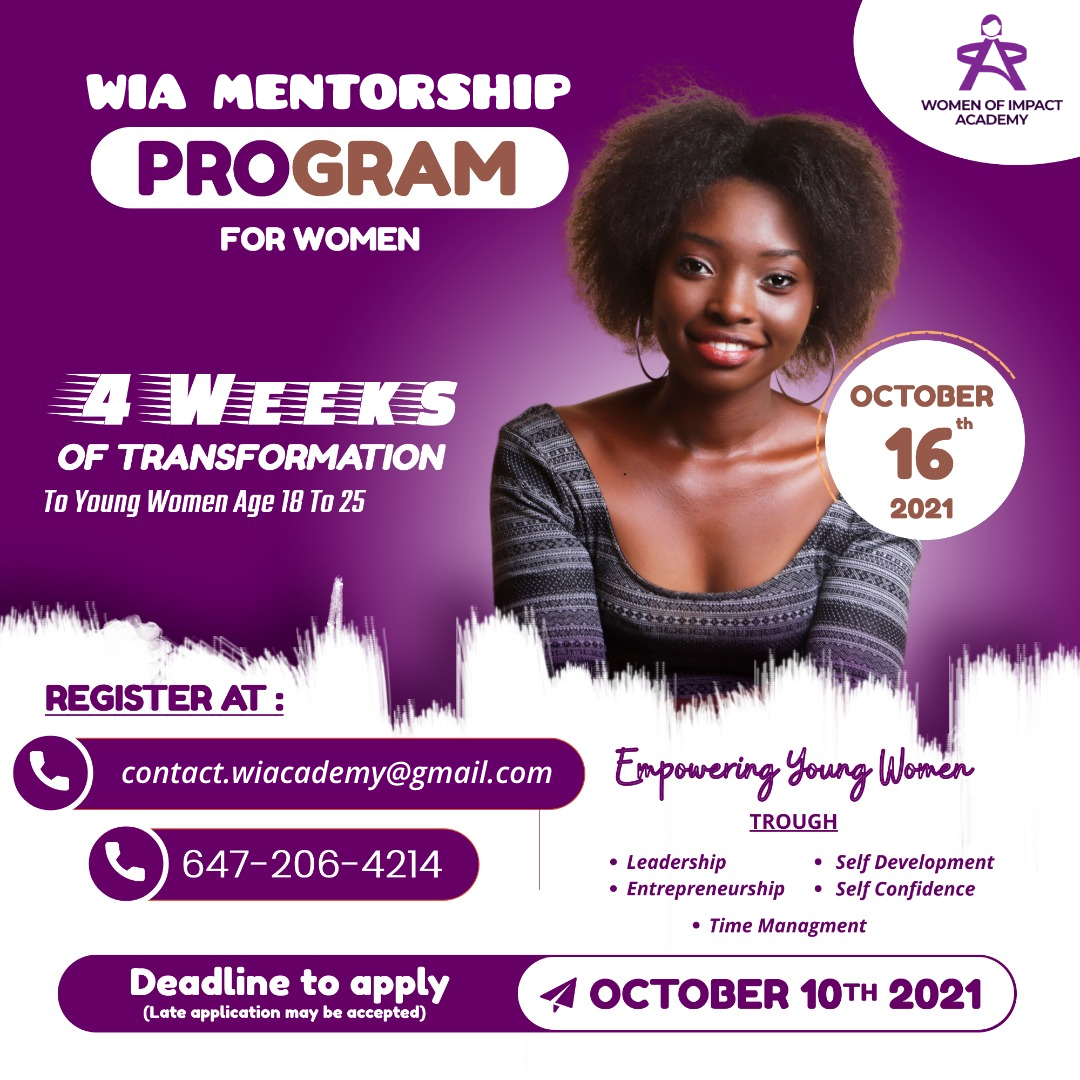 WOMEN OF IMPACT
ACADEMY
WIA MENTORSHIP
PROGRAM
FOR WOMEN
4 WEEKS
OF TRANSFORMATION
To Young Women Age 18 To 25
OCTOBER
16th
2021
REGISTER AT :
contact.wiacademy@gmail.com
647-206-4214
Empowering Young Women
TROUGH
• Leadership
• Entrepreneurship
• Self Development
• Self Confidence
• Time Managment
Deadline to apply
(Late application may be accepted)
OCTOBER 10TH 2021